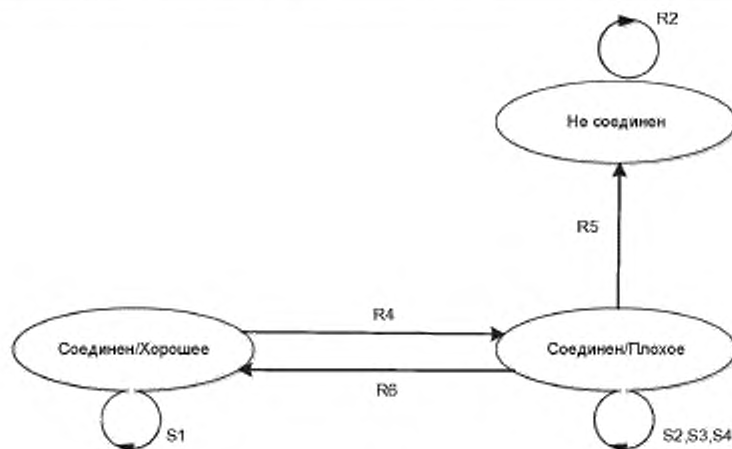 R2
Не соединен
R5
R4
Соединен/Хорошее
Соединен/Плохое
R6
S1
S2,S3,S4